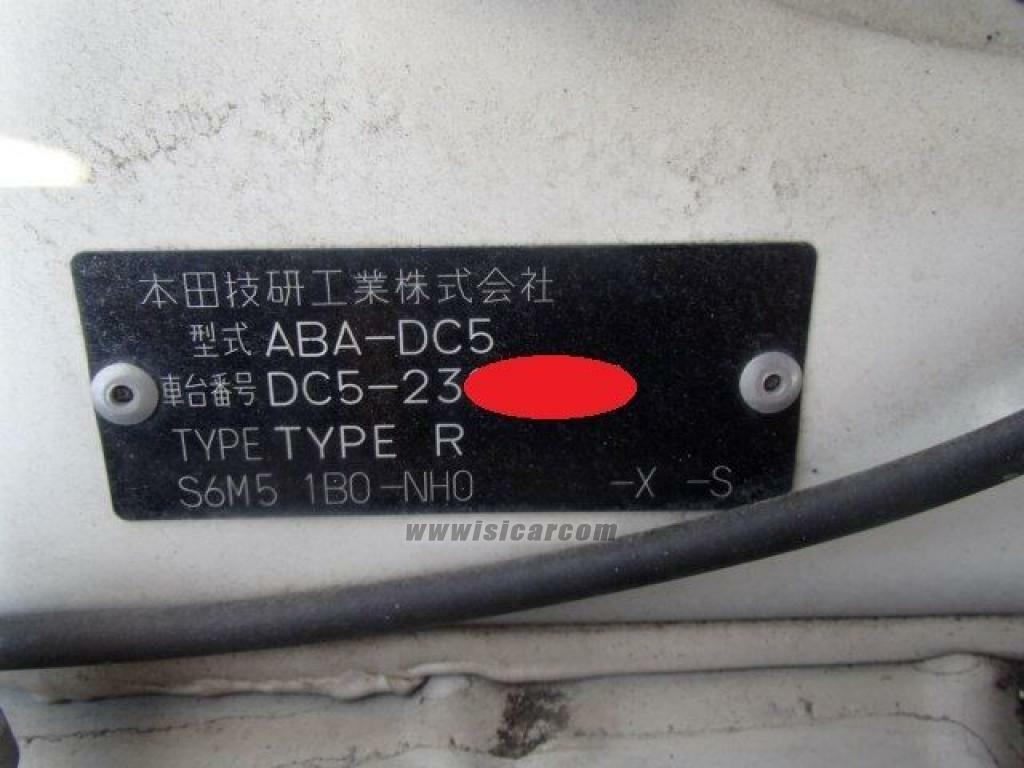 本田技研工業株式会社
型式 ABA-DC5
車台番号 DC5-23
TYPE TYPE R
S6M5 1B0-NH0 -X -S
wwwisicarcom